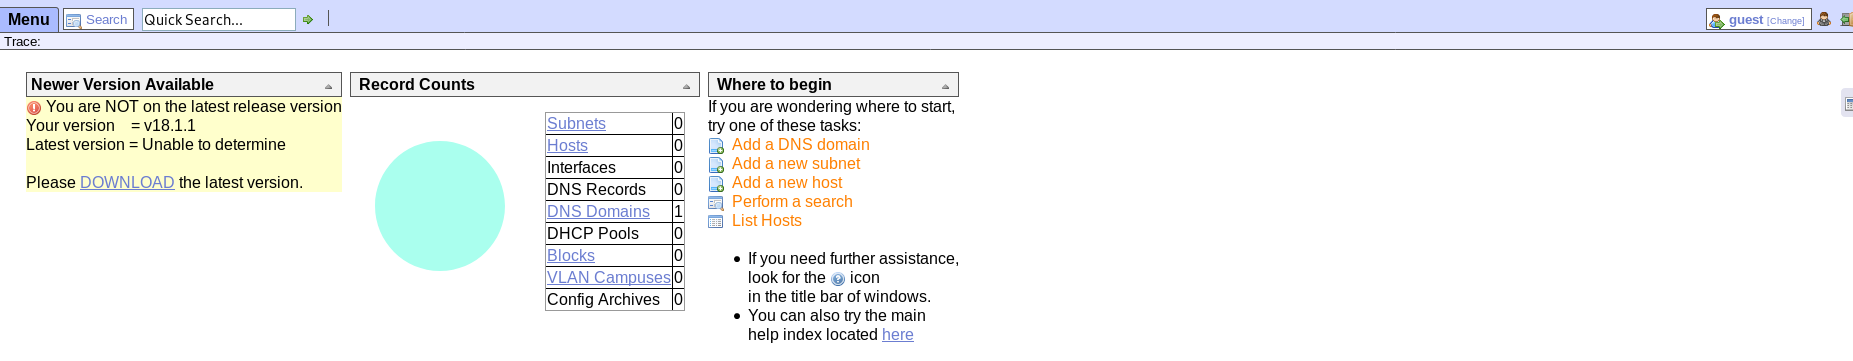 Menu Search Quick Search... guest [Change]
Trace:
Newer Version Available
You are NOT on the latest release version
Your version = v18.1.1
Latest version = Unable to determine
Please DOWNLOAD the latest version.
Record Counts
Subnets 0
Hosts 0
Interfaces 0
DNS Records 0
DNS Domains 1
DHCP Pools 0
Blocks 0
VLAN Campuses 0
Config Archives 0
Where to begin
If you are wondering where to start,
try one of these tasks:
Add a DNS domain
Add a new subnet
Add a new host
Perform a search
List Hosts
• If you need further assistance,
look for the ? icon
in the title bar of windows.
• You can also try the main
help index located here